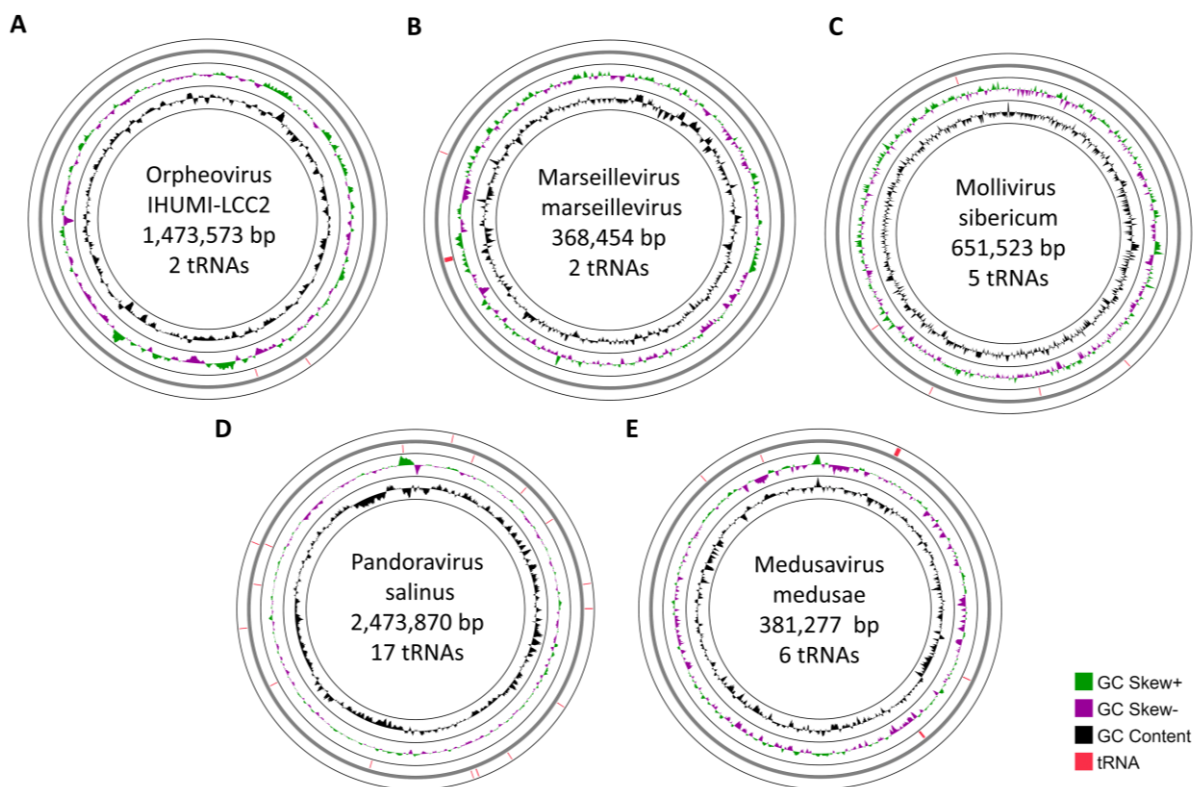 A
Orpheovirus
IHUMI-LCC2
1,473,573 bp
2 tRNAs
B
Marseillevirus
marseillevirus
368,454 bp
2 tRNAs
C
Mollivirus
sibericum
651,523 bp
5 tRNAs
D
Pandoravirus
salinus
2,473,870 bp
17 tRNAs
E
Medusavirus
medusae
381,277 bp
6 tRNAs
GC Skew+
GC Skew-
GC Content
tRNA